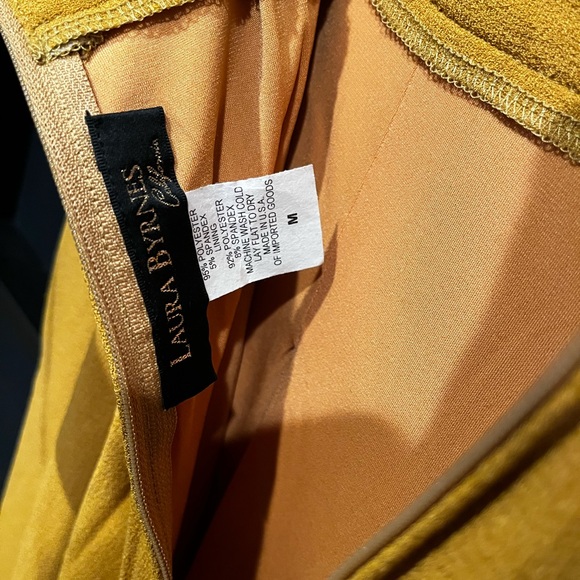 LAURA BYRNES
California
95% POLYESTER
5% SPANDEX
LINING
92% POLYESTER
8% SPANDEX
MACHINE WASH COLD
LAY FLAT TO DRY
MADE IN U.S.A.
OF IMPORTED GOODS
M